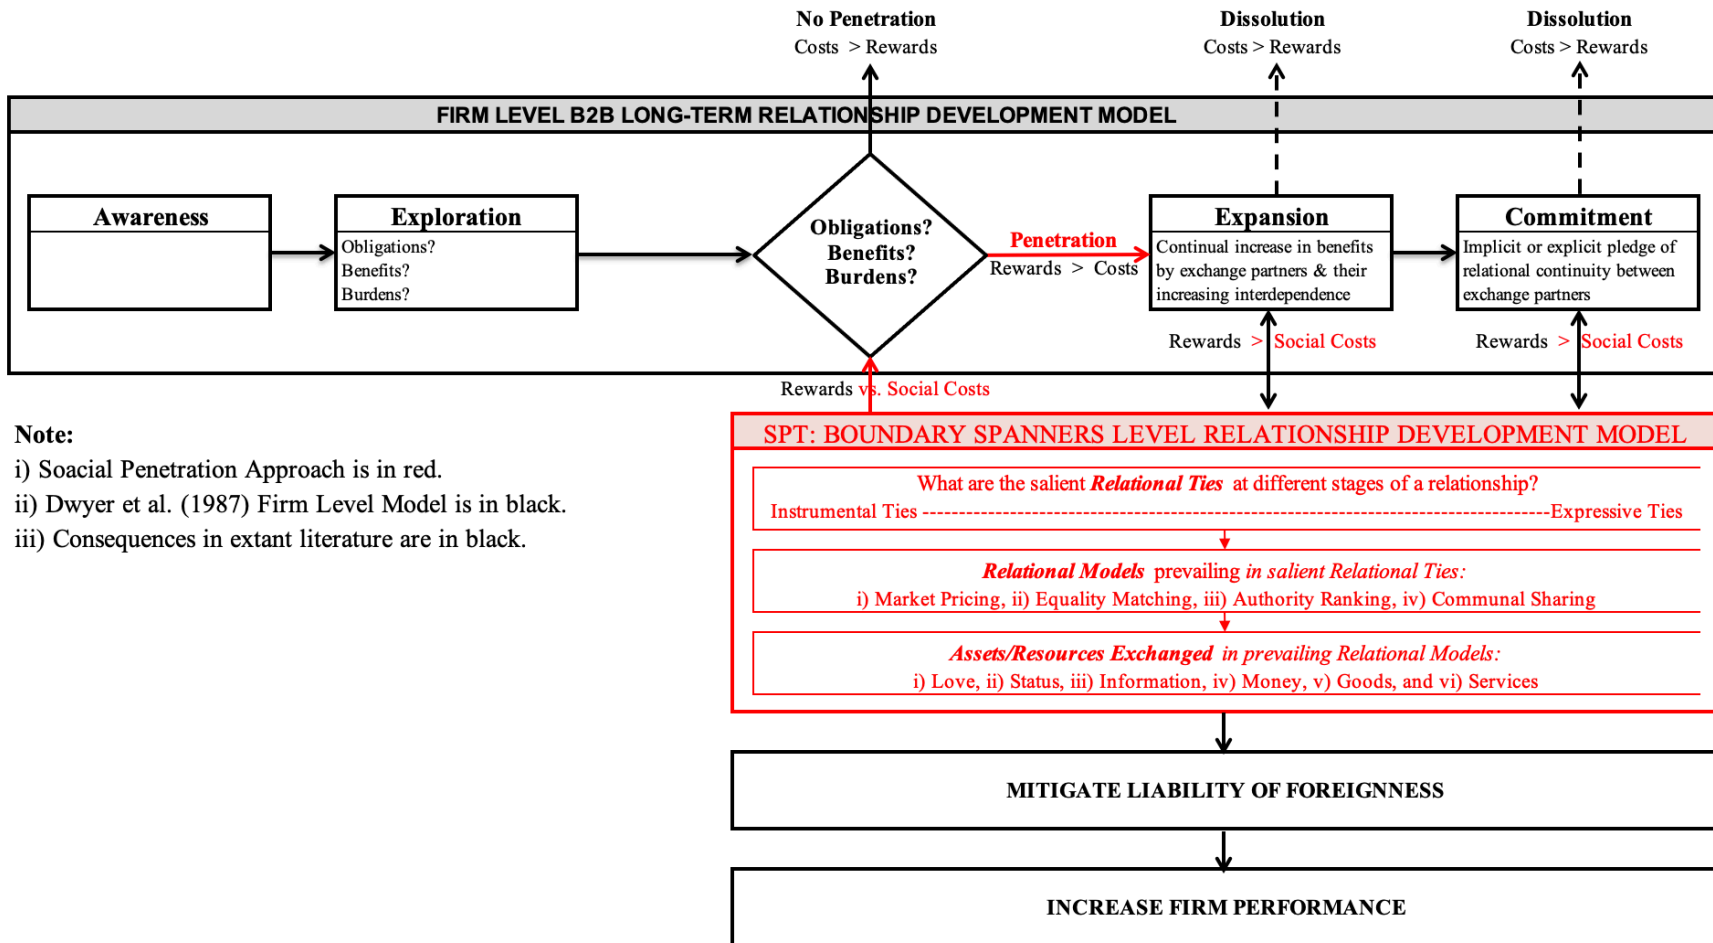 No Penetration
Costs > Rewards
Dissolution
Costs > Rewards
Dissolution
Costs > Rewards
FIRM LEVEL B2B LONG-TERM RELATIONSHIP DEVELOPMENT MODEL
Awareness
Exploration
Obligations?
Benefits?
Burdens?
Obligations?
Benefits?
Burdens?
Penetration
Rewards > Costs
Expansion
Continual increase in benefits
by exchange partners & their
increasing interdependence
Commitment
Implicit or explicit pledge of
relational continuity between
exchange partners
Rewards > Social Costs
Rewards > Social Costs
Rewards vs. Social Costs
Note:
i) Soacial Penetration Approach is in red.
ii) Dwyer et al. (1987) Firm Level Model is in black.
iii) Consequences in extant literature are in black.
SPT: BOUNDARY SPANNERS LEVEL RELATIONSHIP DEVELOPMENT MODEL
What are the salient Relational Ties at different stages of a relationship?
Instrumental Ties --------------------------------------------------------------------------------------Expressive Ties
Relational Models prevailing in salient Relational Ties:
i) Market Pricing, ii) Equality Matching, iii) Authority Ranking, iv) Communal Sharing
Assets/Resources Exchanged in prevailing Relational Models:
i) Love, ii) Status, iii) Information, iv) Money, v) Goods, and vi) Services
MITIGATE LIABILITY OF FOREIGNNESS
INCREASE FIRM PERFORMANCE